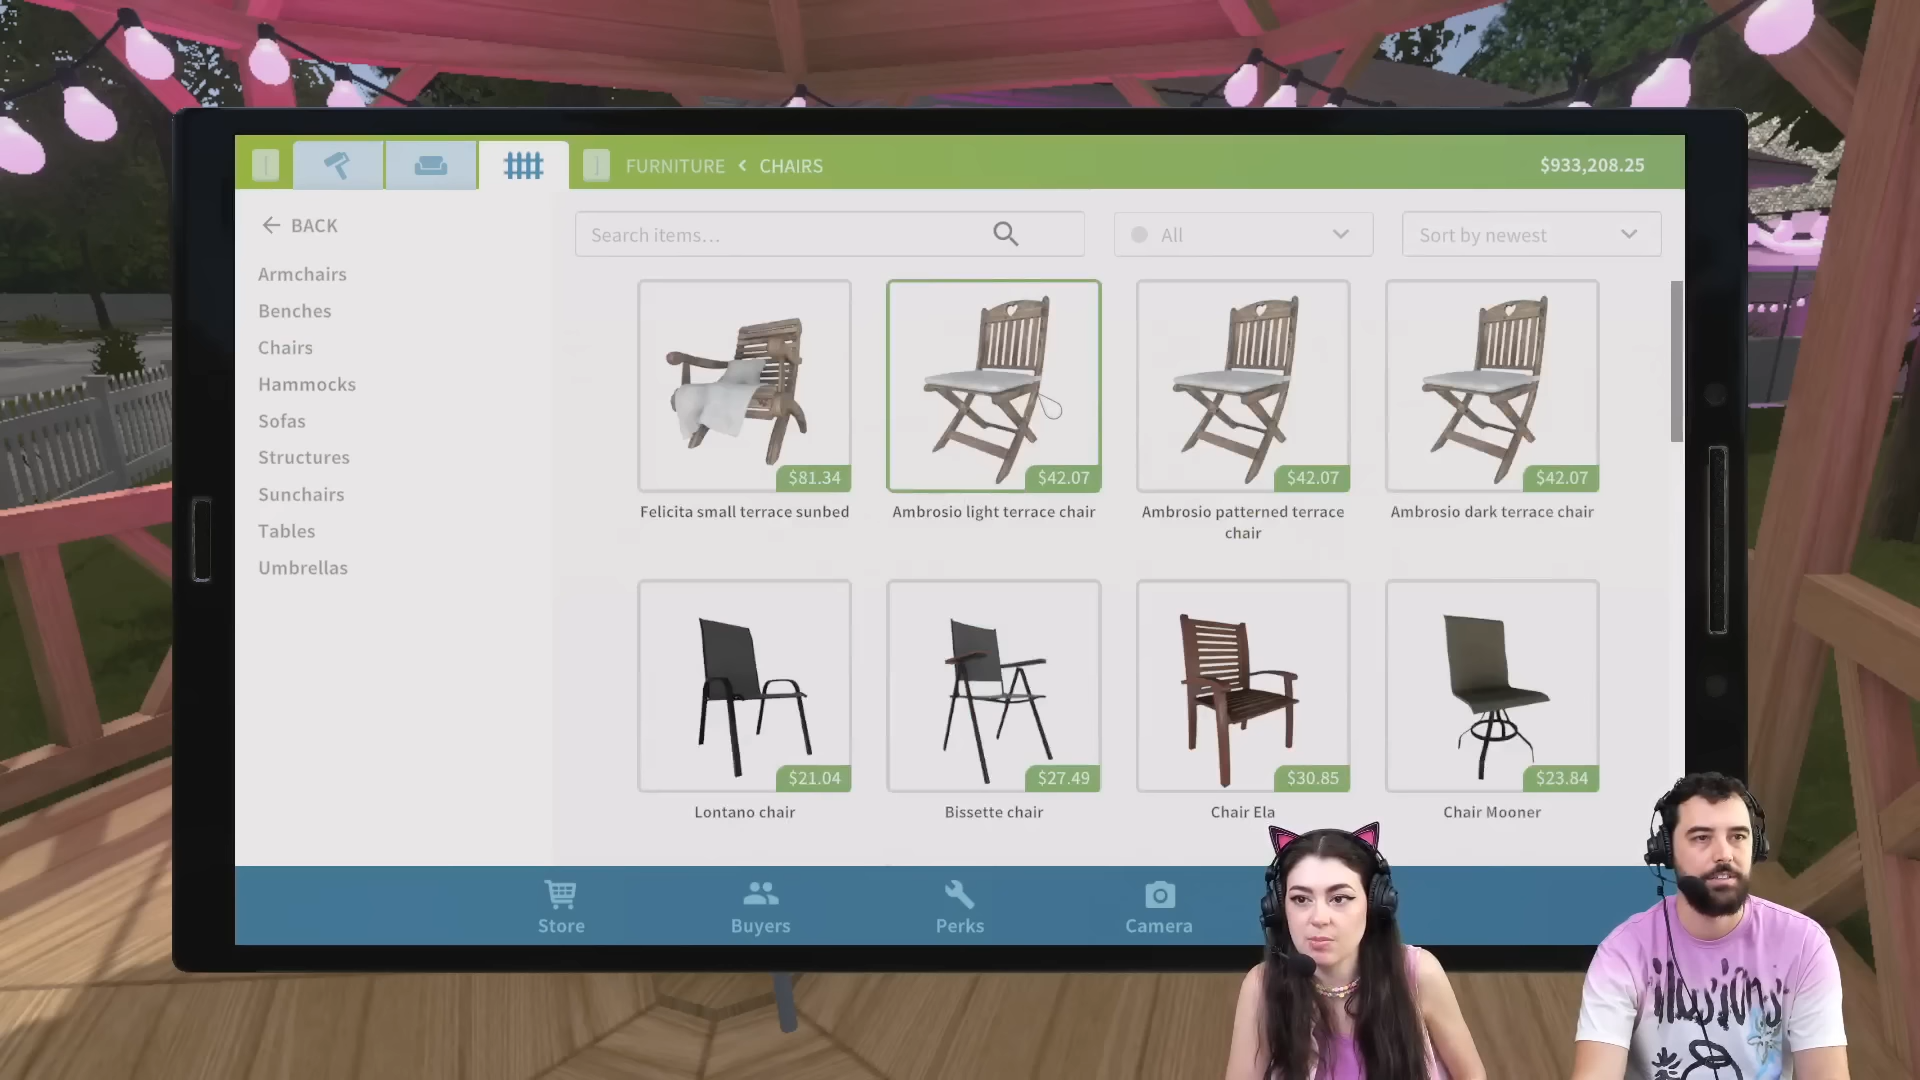 FURNITURE < CHAIRS
$933,208.25
BACK
Armchairs
Benches
Chairs
Hammocks
Sofas
Structures
Sunchairs
Tables
Umbrellas
Search items...
All
Sort by newest
$81.34
$42.07
$42.07
$42.07
Felicita small terrace sunbed
Ambrosio light terrace chair
Ambrosio patterned terrace
chair
Ambrosio dark terrace chair
$21.04
$27.49
$30.85
$23.84
Lontano chair
Bissette chair
Chair Ela
Chair Mooner
Store
Buyers
Perks
Camera
illusions